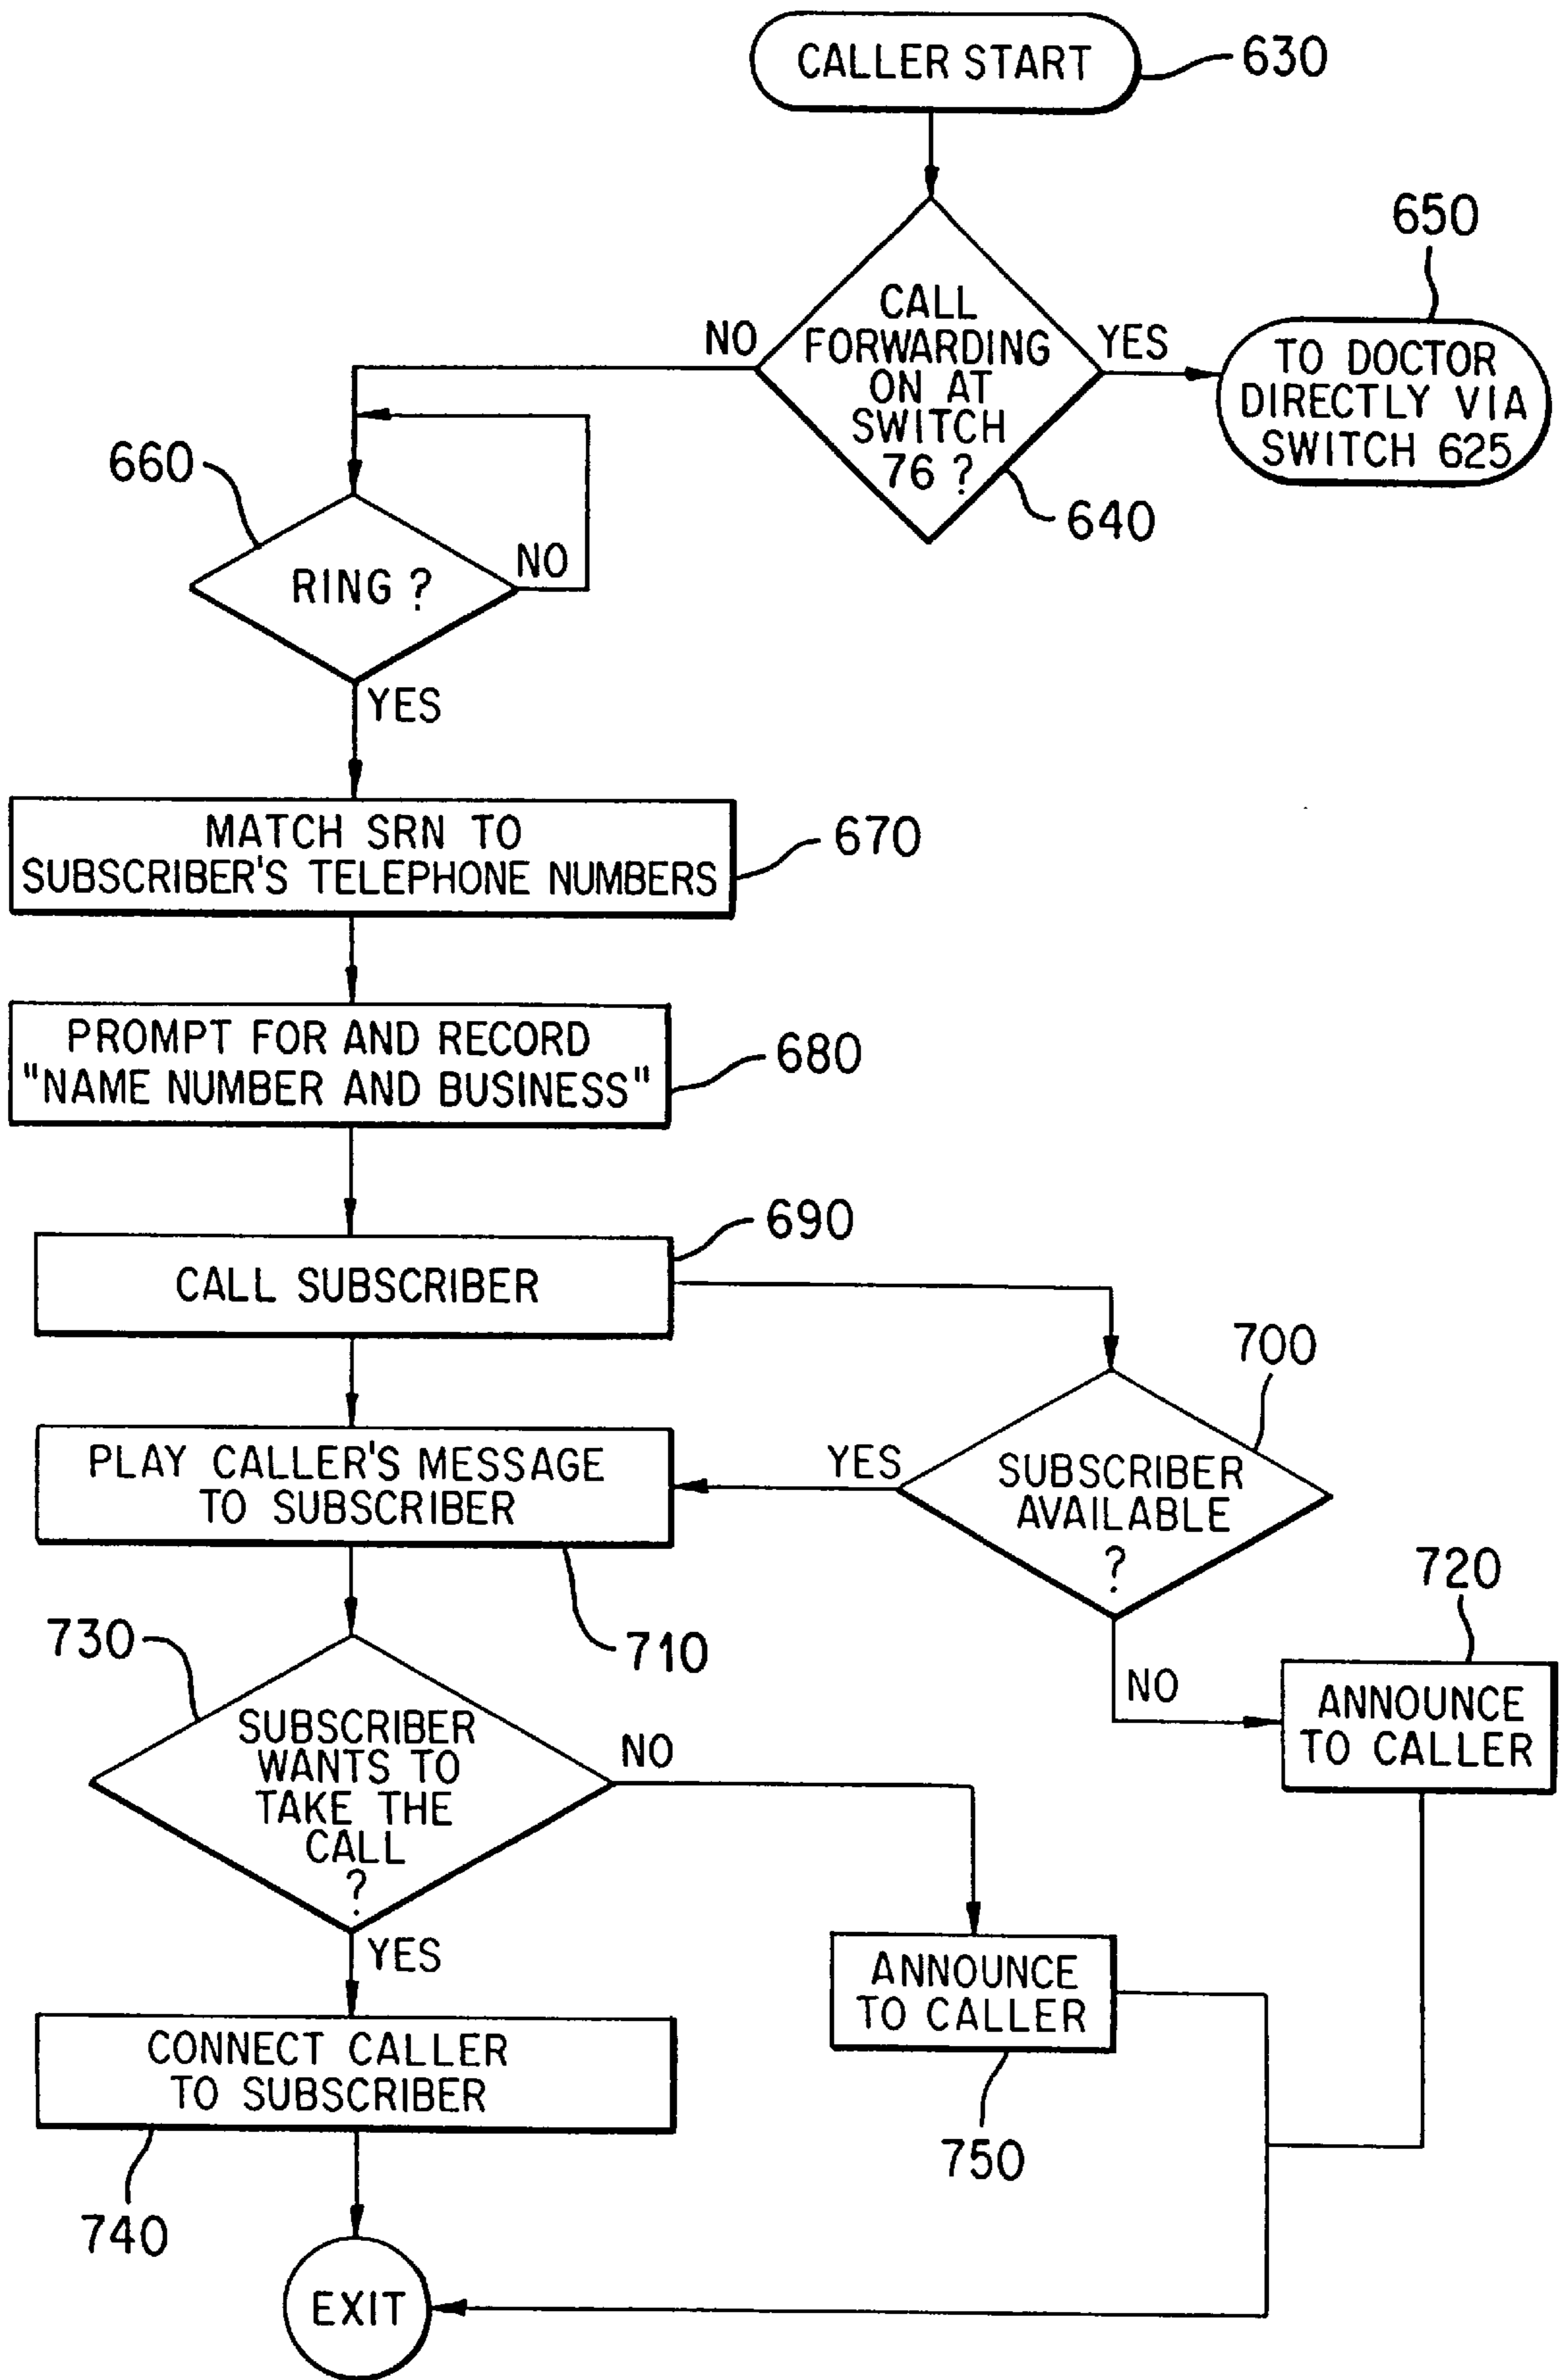 CALLER START
630
CALL
FORWARDING
ON AT
SWITCH
76 ?
640
NO
YES
650
TO DOCTOR
DIRECTLY VIA
SWITCH 625
660
RING ?
NO
YES
MATCH SRN TO
SUBSCRIBER'S TELEPHONE NUMBERS
670
PROMPT FOR AND RECORD
"NAME NUMBER AND BUSINESS"
680
CALL SUBSCRIBER
690
700
SUBSCRIBER
AVAILABLE
?
YES
NO
PLAY CALLER'S MESSAGE
TO SUBSCRIBER
710
720
ANNOUNCE
TO CALLER
730
SUBSCRIBER
WANTS TO
TAKE THE
CALL
?
NO
YES
ANNOUNCE
TO CALLER
750
CONNECT CALLER
TO SUBSCRIBER
740
EXIT